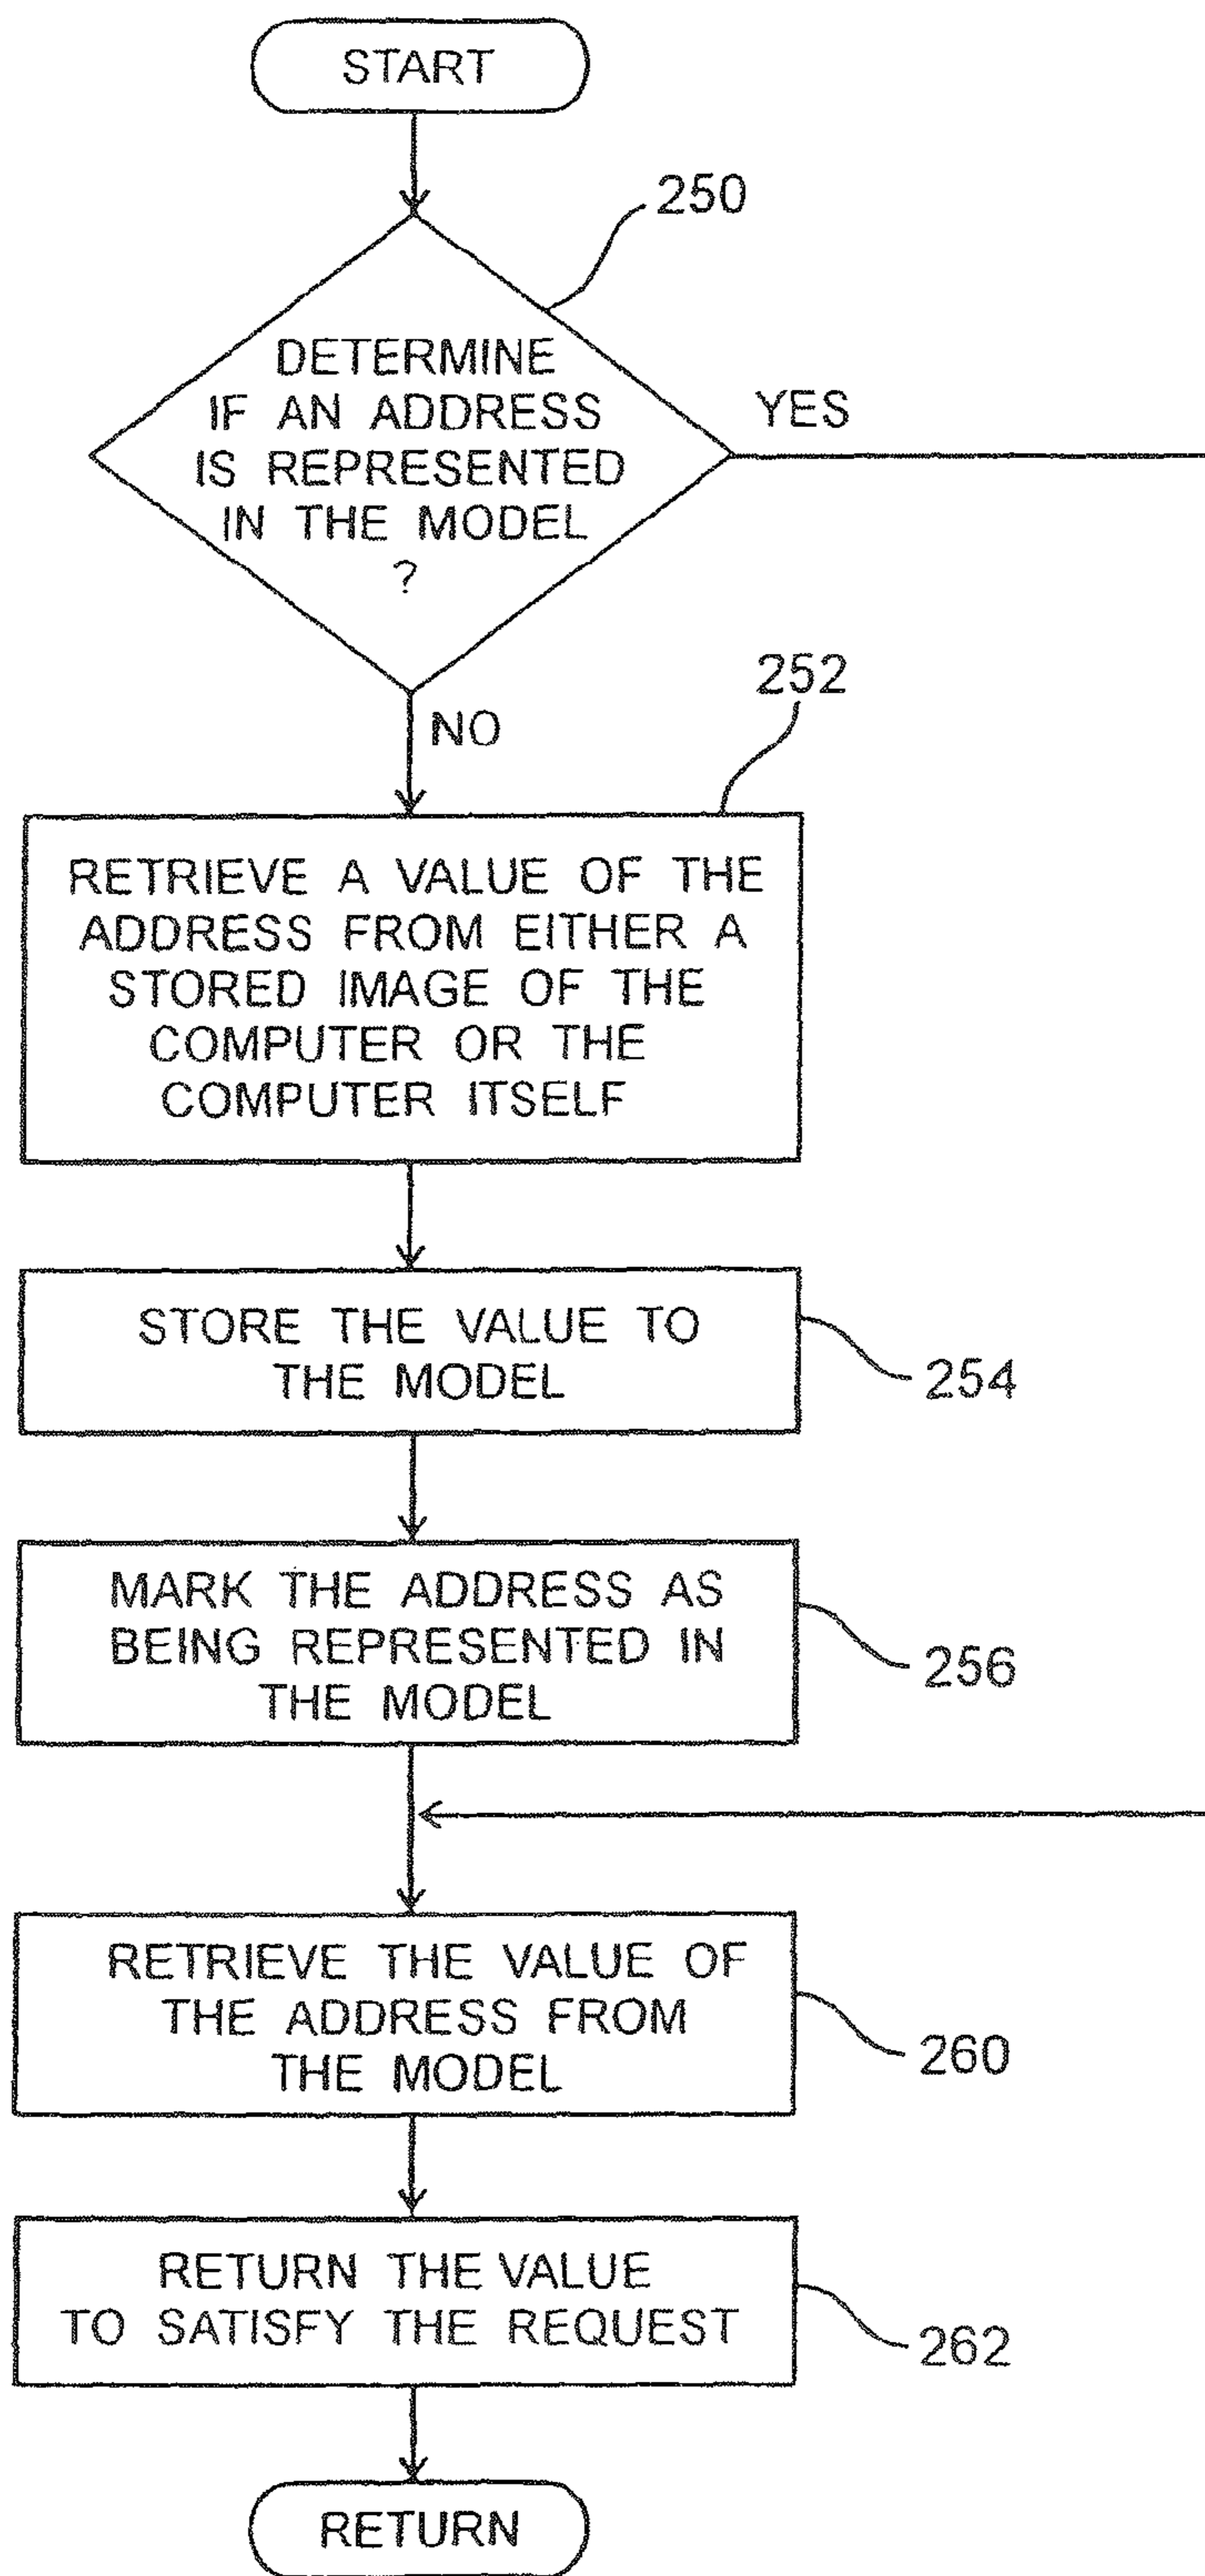 START
250
DETERMINE
IF AN ADDRESS
IS REPRESENTED
IN THE MODEL
?
YES
NO
252
RETRIEVE A VALUE OF THE
ADDRESS FROM EITHER A
STORED IMAGE OF THE
COMPUTER OR THE
COMPUTER ITSELF
STORE THE VALUE TO
THE MODEL
254
MARK THE ADDRESS AS
BEING REPRESENTED IN
THE MODEL
256
RETRIEVE THE VALUE OF
THE ADDRESS FROM
THE MODEL
260
RETURN THE VALUE
TO SATISFY THE REQUEST
262
RETURN